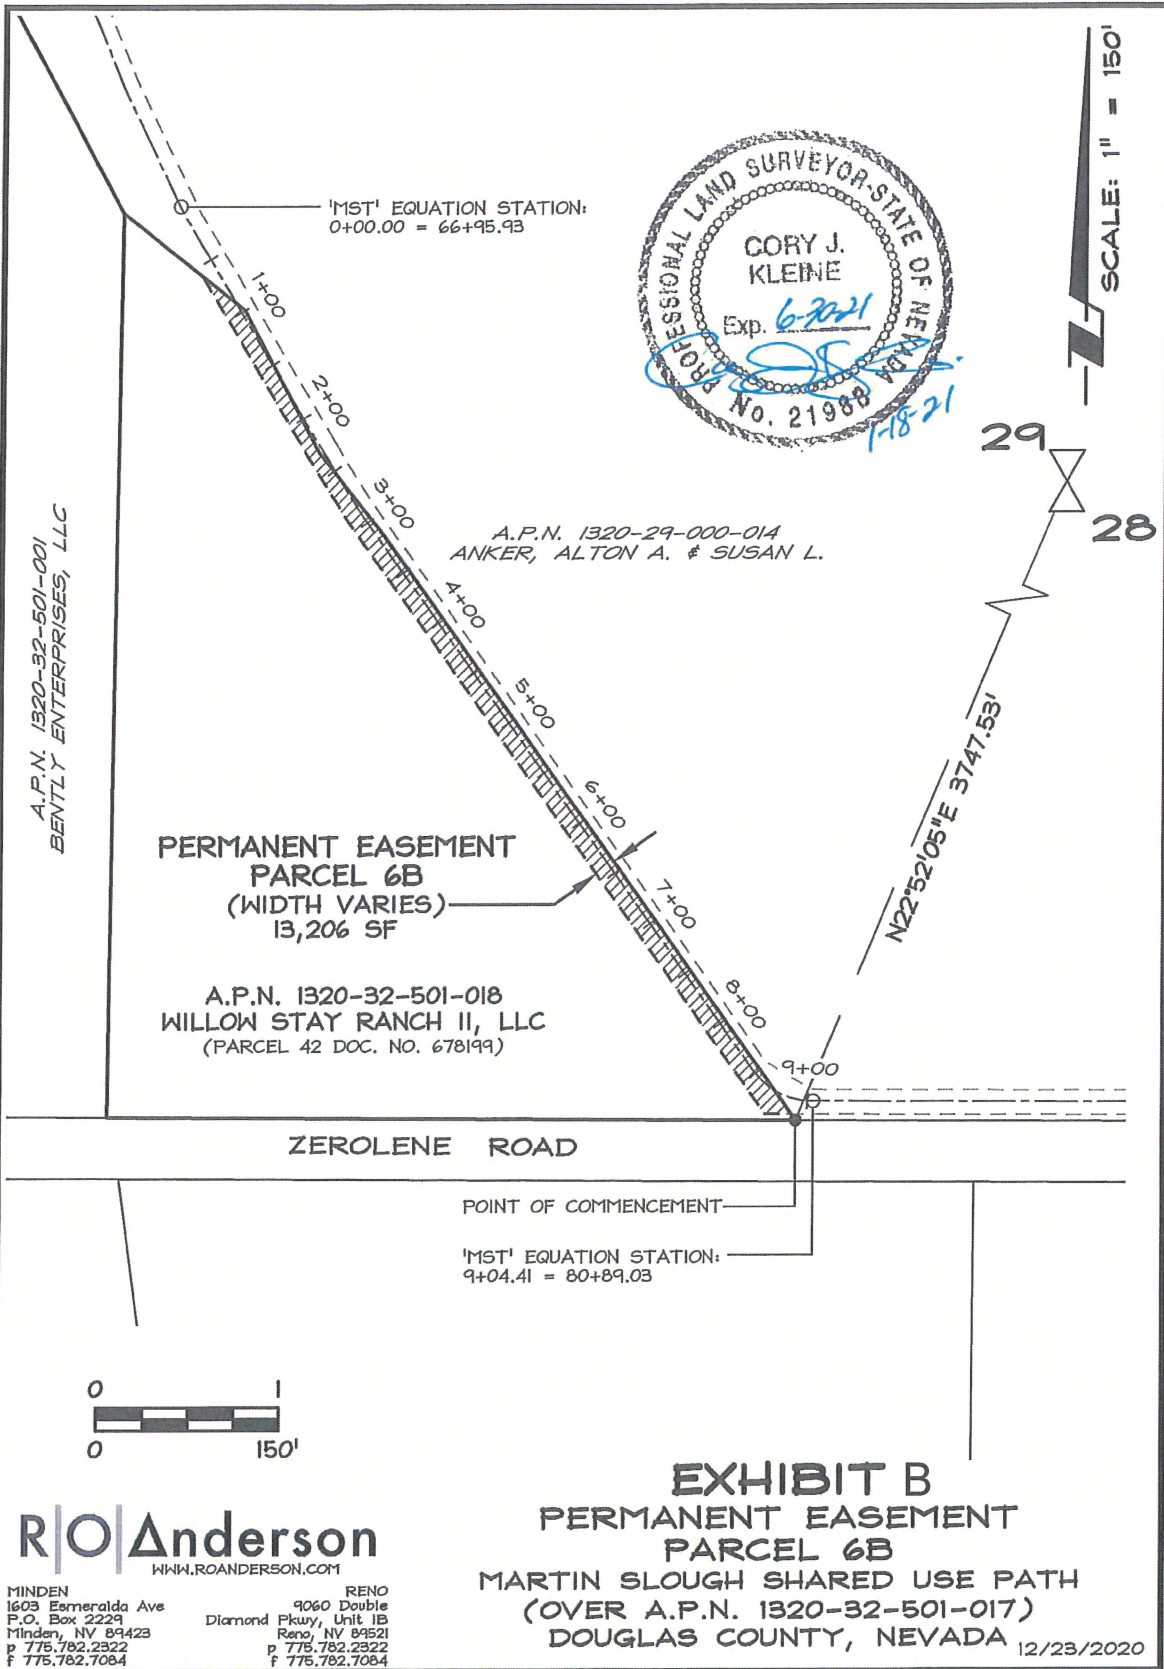 SCALE: 1" = 150'
'MST' EQUATION STATION:
0+00.00 = 66+95.93
PROFESSIONAL LAND SURVEYOR-STATE OF NEVADA
CORY J.
KLEINE
Exp. 6-30-21
No. 21988
1-18-21
29
28
1+00
2+00
3+00
4+00
5+00
6+00
7+00
8+00
9+00
A.P.N. 1320-29-000-014
ANKER, ALTON A. & SUSAN L.
A.P.N. 1320-32-501-001
BENTLY ENTERPRISES, LLC
N22°52'05"E 3747.53'
PERMANENT EASEMENT
PARCEL 6B
(WIDTH VARIES)
13,206 SF
A.P.N. 1320-32-501-018
WILLOW STAY RANCH II, LLC
(PARCEL 42 DOC. NO. 678199)
ZEROLENE ROAD
POINT OF COMMENCEMENT
'MST' EQUATION STATION:
9+04.41 = 80+89.03
0 1
0 150'
R|O|Anderson
WWW.ROANDERSON.COM
MINDEN
1603 Esmeralda Ave
P.O. Box 2229
Minden, NV 89423
p 775.782.2322
f 775.782.7084
RENO
9060 Double
Diamond Pkwy, Unit 1B
Reno, NV 89521
p 775.782.2322
f 775.782.7084
EXHIBIT B
PERMANENT EASEMENT
PARCEL 6B
MARTIN SLOUGH SHARED USE PATH
(OVER A.P.N. 1320-32-501-017)
DOUGLAS COUNTY, NEVADA
12/23/2020